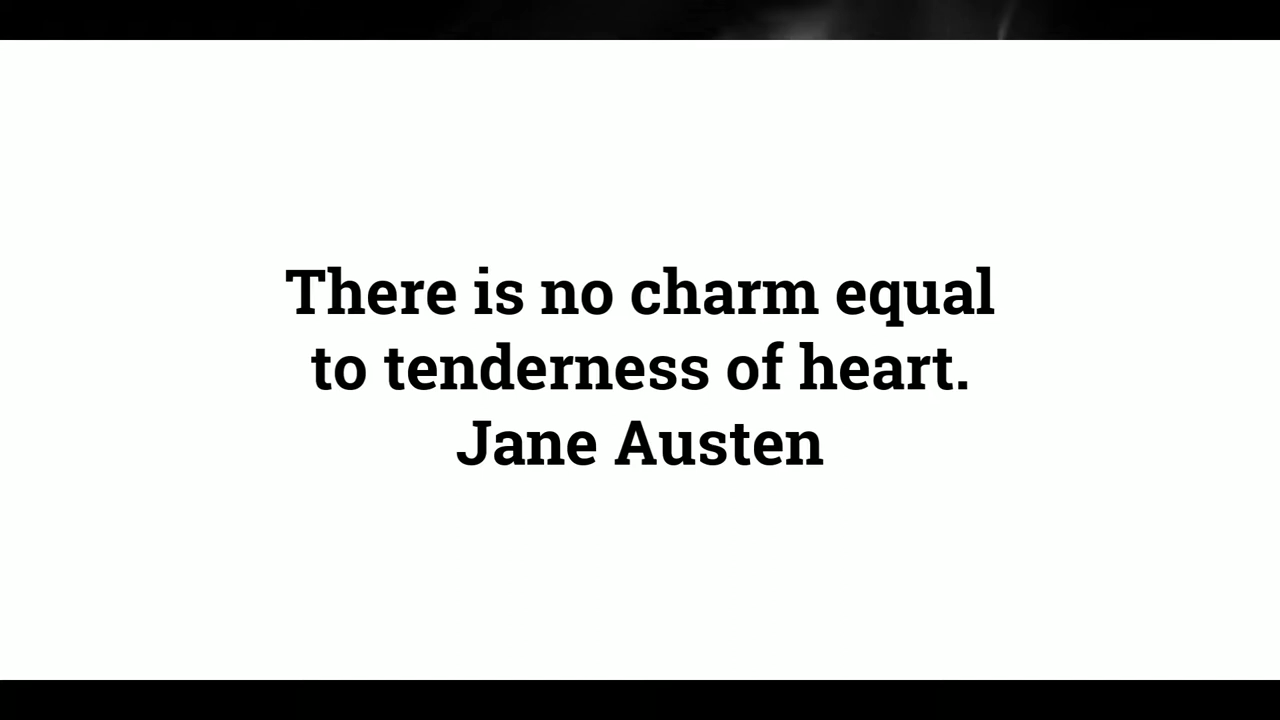 There is no charm equal
to tenderness of heart.
Jane Austen